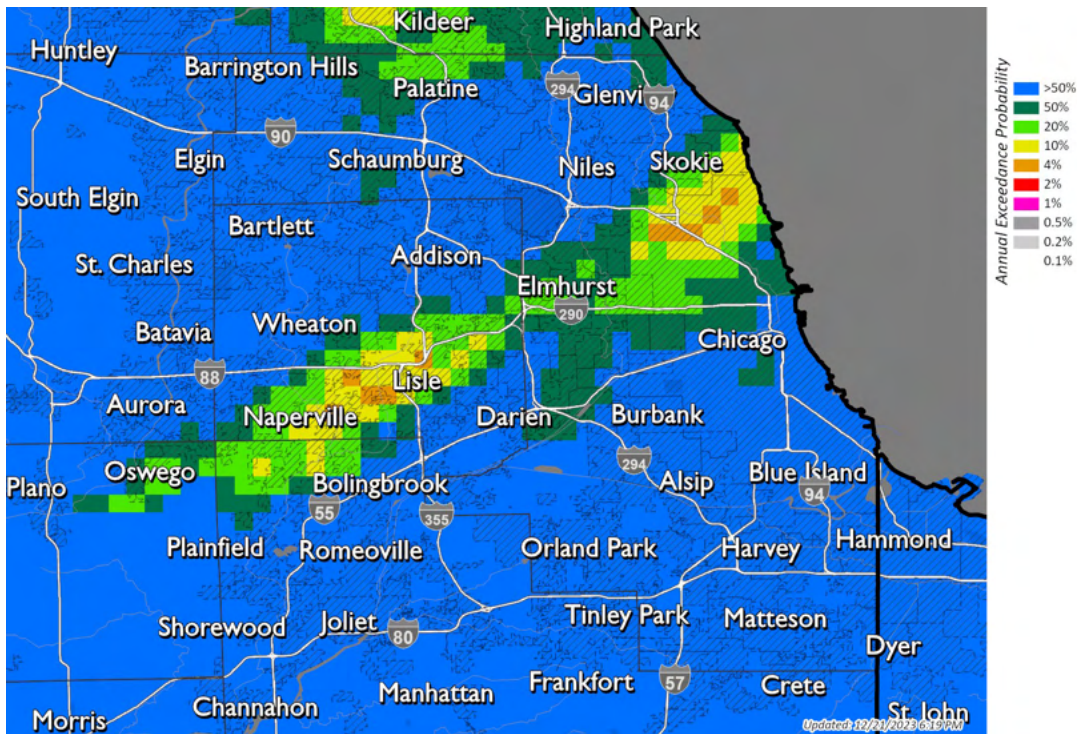 Kildeer
Highland Park
Huntley
Barrington Hills
Palatine
294
Glenvi
94
90
Elgin
Schaumburg
Niles
Skokie
South Elgin
Bartlett
Addison
St. Charles
Elmhurst
290
Batavia
Wheaton
Chicago
88
Lisle
Aurora
Naperville
Darien
Burbank
Oswego
294
Plano
Bolingbrook
Alsip
Blue Island
94
55
355
Plainfield
Romeoville
Orland Park
Harvey
Hammond
Shorewood
Joliet
80
Tinley Park
Matteson
Dyer
Channahon
Manhattan
Frankfort
57
Crete
Morris
St. John
Updated: 12/21/2023 6:19 PM
Annual Exceedance Probability
>50%
50%
20%
10%
4%
2%
1%
0.5%
0.2%
0.1%